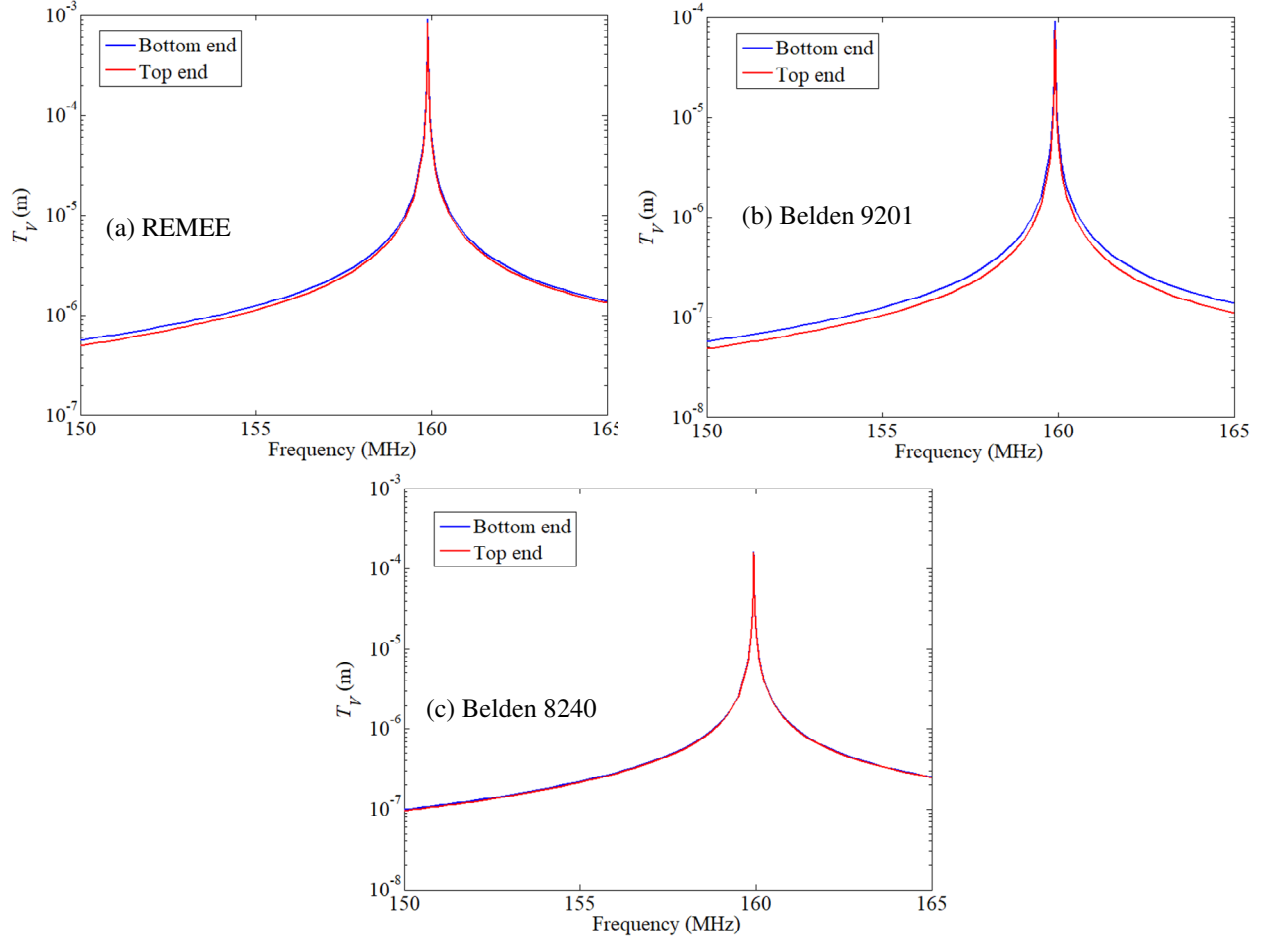 10^-3
10^-4
10^-5
10^-6
10^-7
T_V (m)
Bottom end
Top end
(a) REMEE
150
155
160
165
Frequency (MHz)
10^-4
10^-5
10^-6
10^-7
10^-8
T_V (m)
Bottom end
Top end
(b) Belden 9201
150
155
160
165
Frequency (MHz)
10^-3
10^-4
10^-5
10^-6
10^-7
10^-8
T_V (m)
Bottom end
Top end
(c) Belden 8240
150
155
160
165
Frequency (MHz)